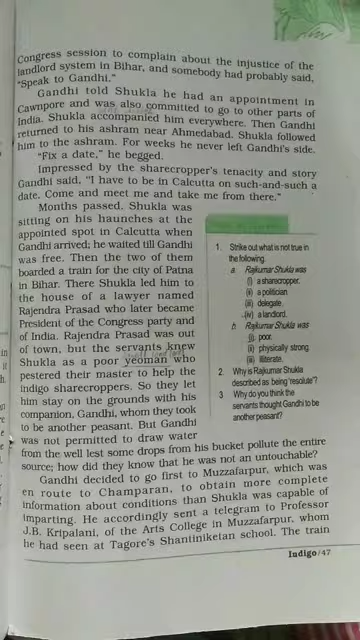 Congress session to complain about the injustice of the
landlord system in Bihar, and somebody had probably said,
"Speak to Gandhi."
Gandhi told Shukla he had an appointment in
Cawnpore and was also committed to go to other parts of
India. Shukla accompanied him everywhere. Then Gandhi
returned to his ashram near Ahmedabad. Shukla followed
him to the ashram. For weeks he never left Gandhi's side.
"Fix a date," he begged.
Impressed by the sharecropper's tenacity and story
Gandhi said, "I have to be in Calcutta on such-and-such a
date. Come and meet me and take me from there."
Months passed. Shukla was
sitting on his haunches at the
appointed spot in Calcutta when
Gandhi arrived; he waited till Gandhi
was free. Then the two of them
boarded a train for the city of Patna
in Bihar. There Shukla led him to
the house of a lawyer named
Rajendra Prasad who later became
President of the Congress party and
of India. Rajendra Prasad was out
of town, but the servants knew
Shukla as a poor yeoman who
pestered their master to help the
indigo sharecroppers. So they let
him stay on the grounds with his
companion, Gandhi, whom they took
to be another peasant. But Gandhi
was not permitted to draw water
from the well lest some drops from his bucket pollute the entire
source; how did they know that he was not an untouchable?
Gandhi decided to go first to Muzzafarpur, which was
en route to Champaran, to obtain more complete
information about conditions than Shukla was capable of
imparting. He accordingly sent a telegram to Professor
J.B. Kripalani, of the Arts College in Muzzafarpur, whom
he had seen at Tagore's Shantiniketan school. The train
1. Strike out what is not true in
the following.
a Rajkumar Shukla was
(i) a sharecropper.
(ii) a politician.
(iii) delegate.
(iv) a landlord.
b Rajkumar Shukla was
(i) poor.
(ii) physically strong
(iii) illiterate.
2. Why is Rajkumar Shukla
described as being 'resolute'?
3 Why do you think the
servants thought Gandhi to be
another peasant?
Indigo/47